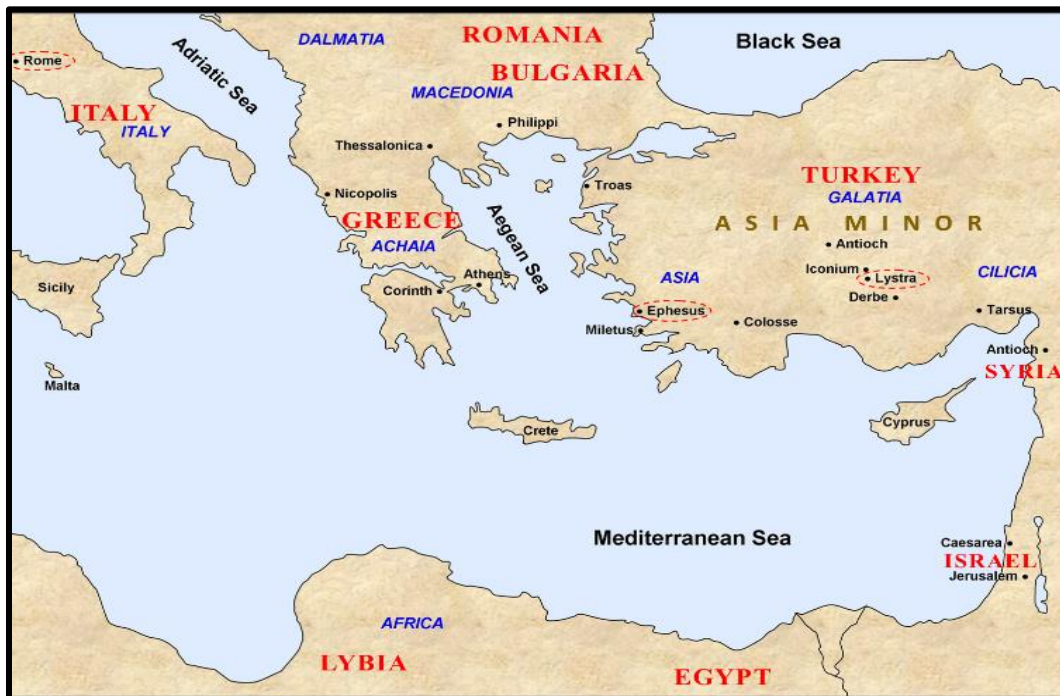 DALMATIA
ROMANIA
Black Sea
Adriatic Sea
Rome
BULGARIA
MACEDONIA
ITALY
ITALY
Philippi
Thessalonica
TURKEY
Troas
Nicopolis
GALATIA
GREECE
ASIA MINOR
Aegean Sea
ACHAIA
Antioch
Iconium
Lystra
ASIA
CILICIA
Athens
Sicily
Corinth
Derbe
Ephesus
Tarsus
Miletus
Colosse
Antioch
SYRIA
Malta
Cyprus
Crete
Mediterranean Sea
Caesarea
ISRAEL
Jerusalem
AFRICA
LYBIA
EGYPT